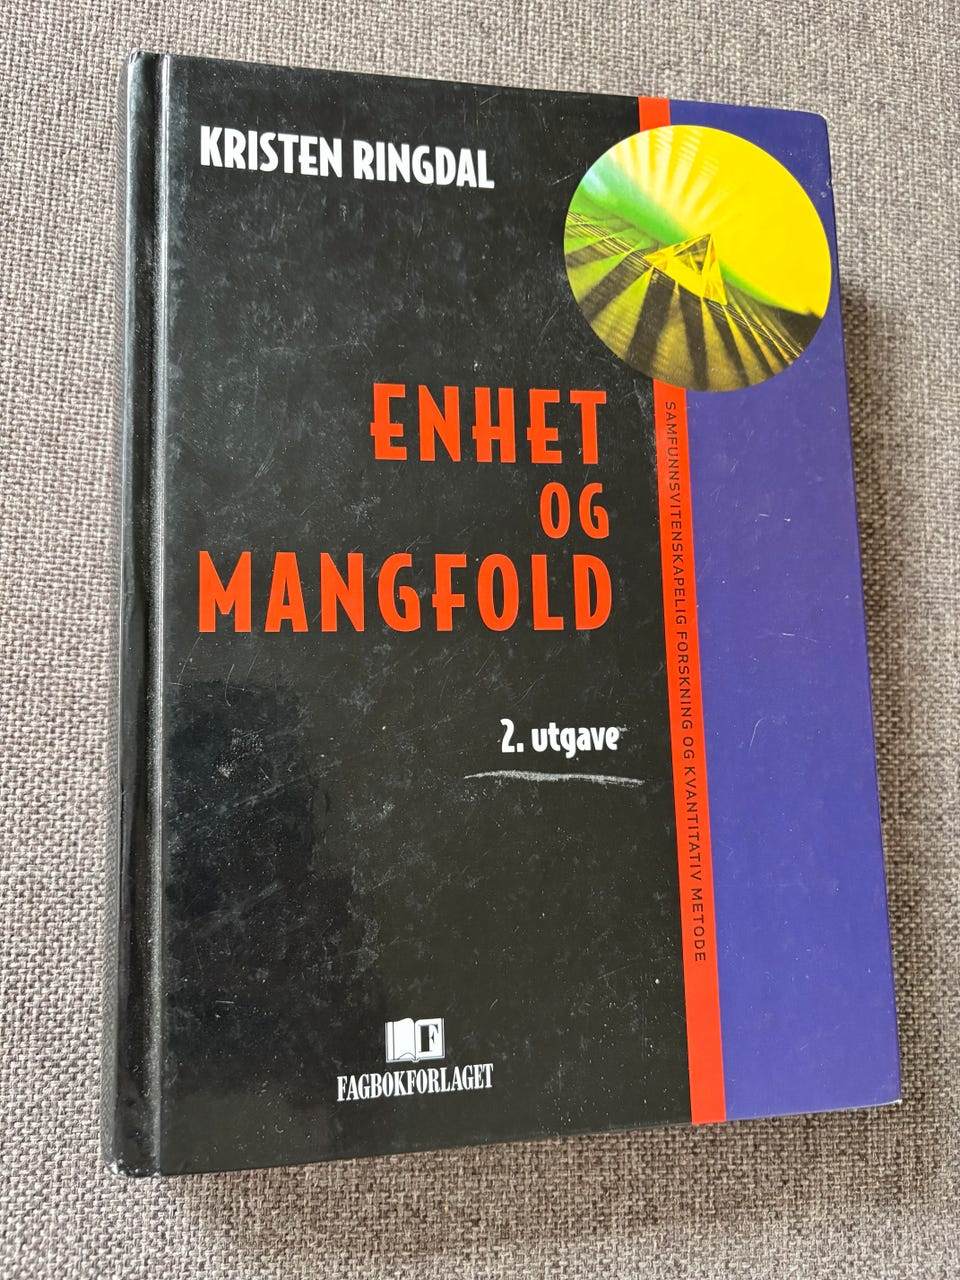 KRISTEN RINGDAL
ENHET
OG
MANGFOLD
2. utgave
SAMFUNNSVITENSKAPELIG FORSKNING OG KVANTITATIV METODE
F
FAGBOKFORLAGET